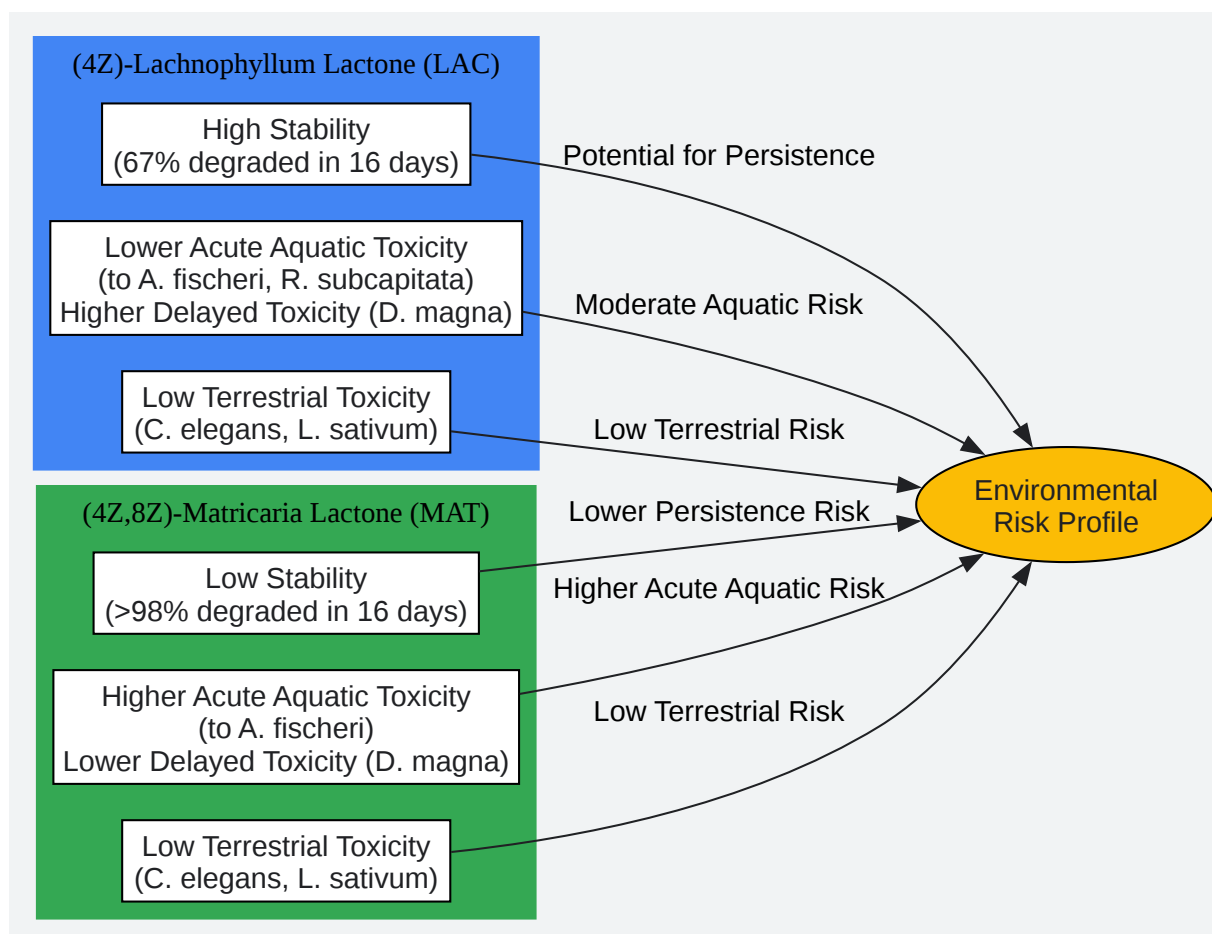 (4Z)-Lachnophyllum Lactone (LAC)
High Stability
(67% degraded in 16 days)
Potential for Persistence
Lower Acute Aquatic Toxicity
(to A. fischeri, R. subcapitata)
Higher Delayed Toxicity (D. magna)
Moderate Aquatic Risk
Low Terrestrial Toxicity
(C. elegans, L. sativum)
Low Terrestrial Risk
(4Z,8Z)-Matricaria Lactone (MAT)
Low Stability
(>98% degraded in 16 days)
Lower Persistence Risk
Higher Acute Aquatic Toxicity
(to A. fischeri)
Lower Delayed Toxicity (D. magna)
Higher Acute Aquatic Risk
Low Terrestrial Toxicity
(C. elegans, L. sativum)
Low Terrestrial Risk
Environmental
Risk Profile